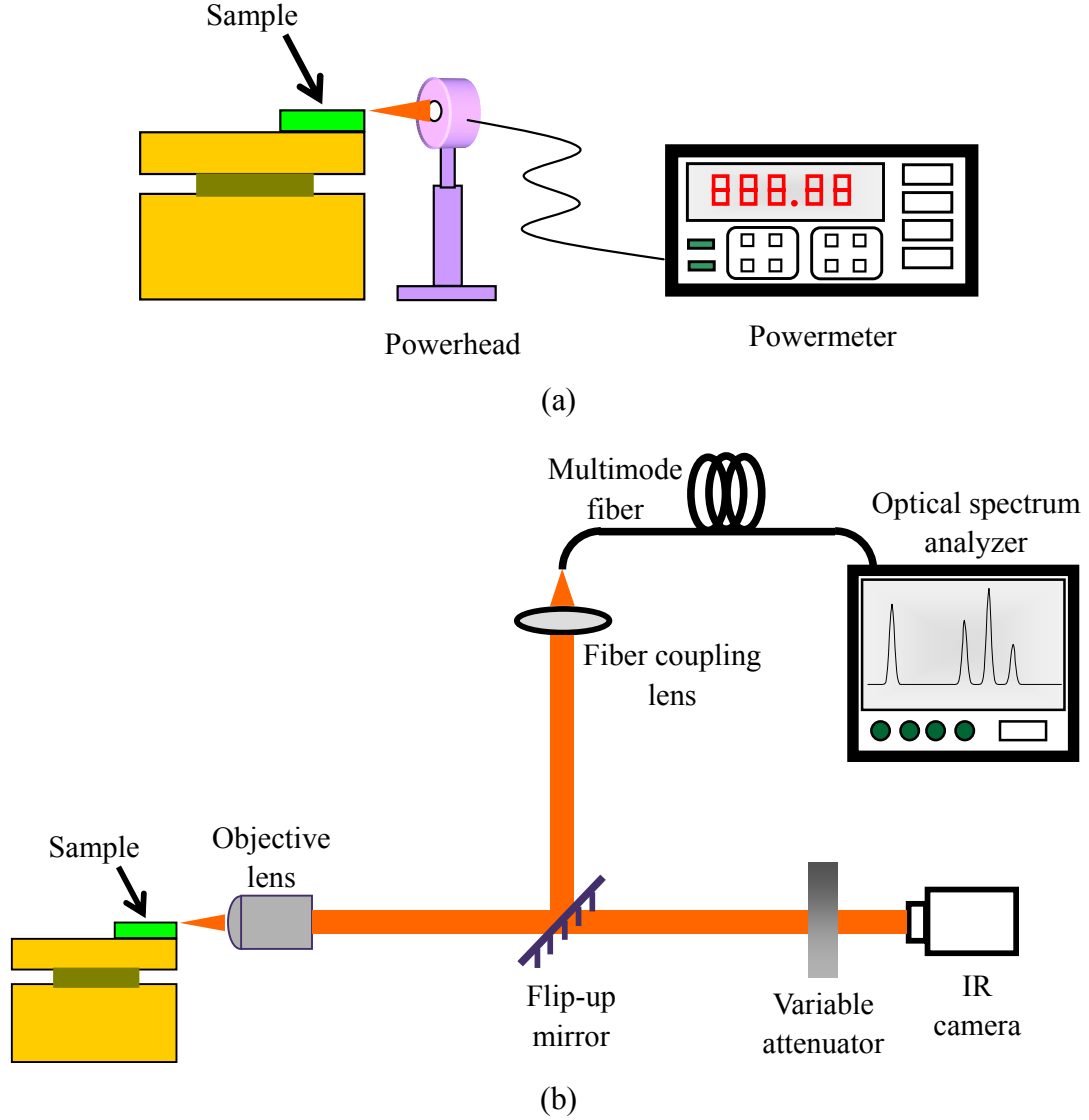 Sample
888.88
Powerhead
Powermeter
(a)
Multimode
fiber
Optical spectrum
analyzer
Fiber coupling
lens
Sample
Objective
lens
Flip-up
mirror
Variable
attenuator
IR
camera
(b)